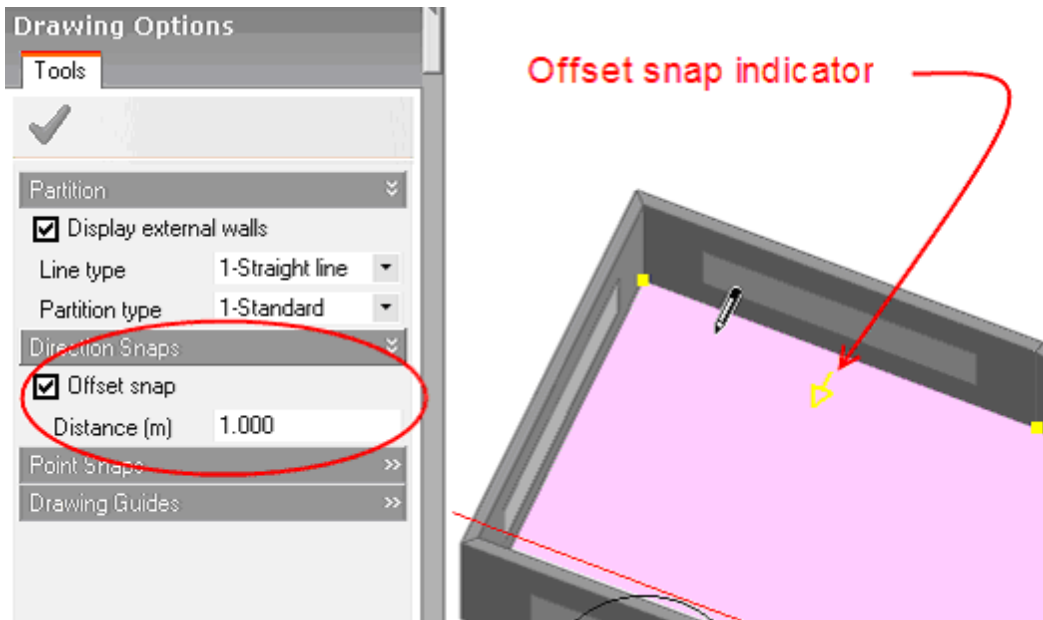 Drawing Options
Tools
Offset snap indicator
Partition
Display external walls
Line type 1-Straight line
Partition type 1-Standard
Direction Snaps
Offset snap
Distance (m) 1.000
Point Snaps
Drawing Guides